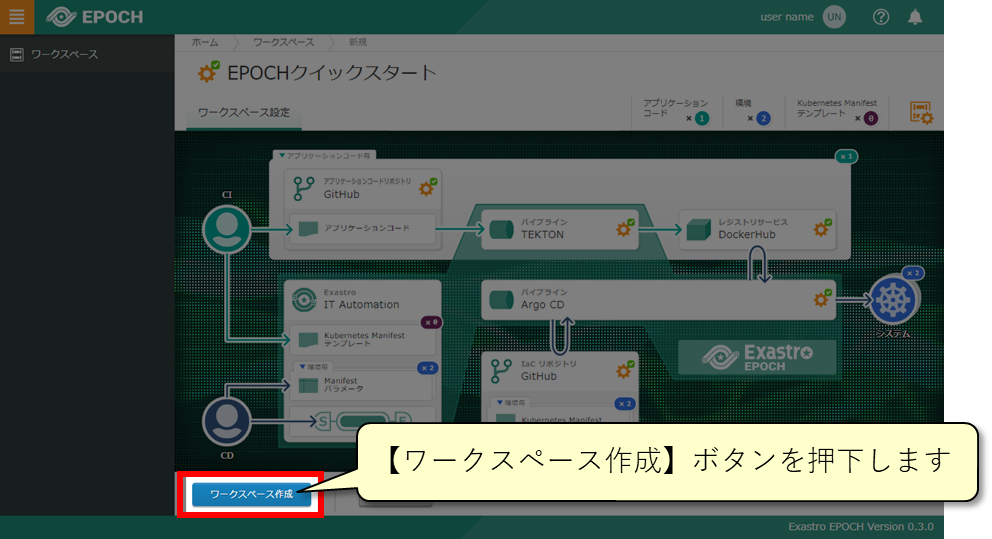 EPOCH
user name
UN
ワークスペース
ホーム
ワークスペース
新規
EPOCHクイックスタート
ワークスペース設定
アプリケーション
コード
× 1
環境
× 2
Kubernetes Manifest
テンプレート
× 0
▼アプリケーションコード毎
× 1
CI
アプリケーションコードリポジトリ
GitHub
アプリケーションコード
パイプライン
TEKTON
レジストリサービス
DockerHub
Exastro
IT Automation
パイプライン
Argo CD
× 2
システム
× 0
Kubernetes Manifest
テンプレート
▼環境毎
× 2
Manifest
パラメータ
S
E
IaC リポジトリ
GitHub
Exastro
EPOCH
▼環境毎
× 2
Kubernetes Manifest
CD
【ワークスペース作成】ボタンを押下します
ワークスペース作成
Exastro EPOCH Version 0.3.0